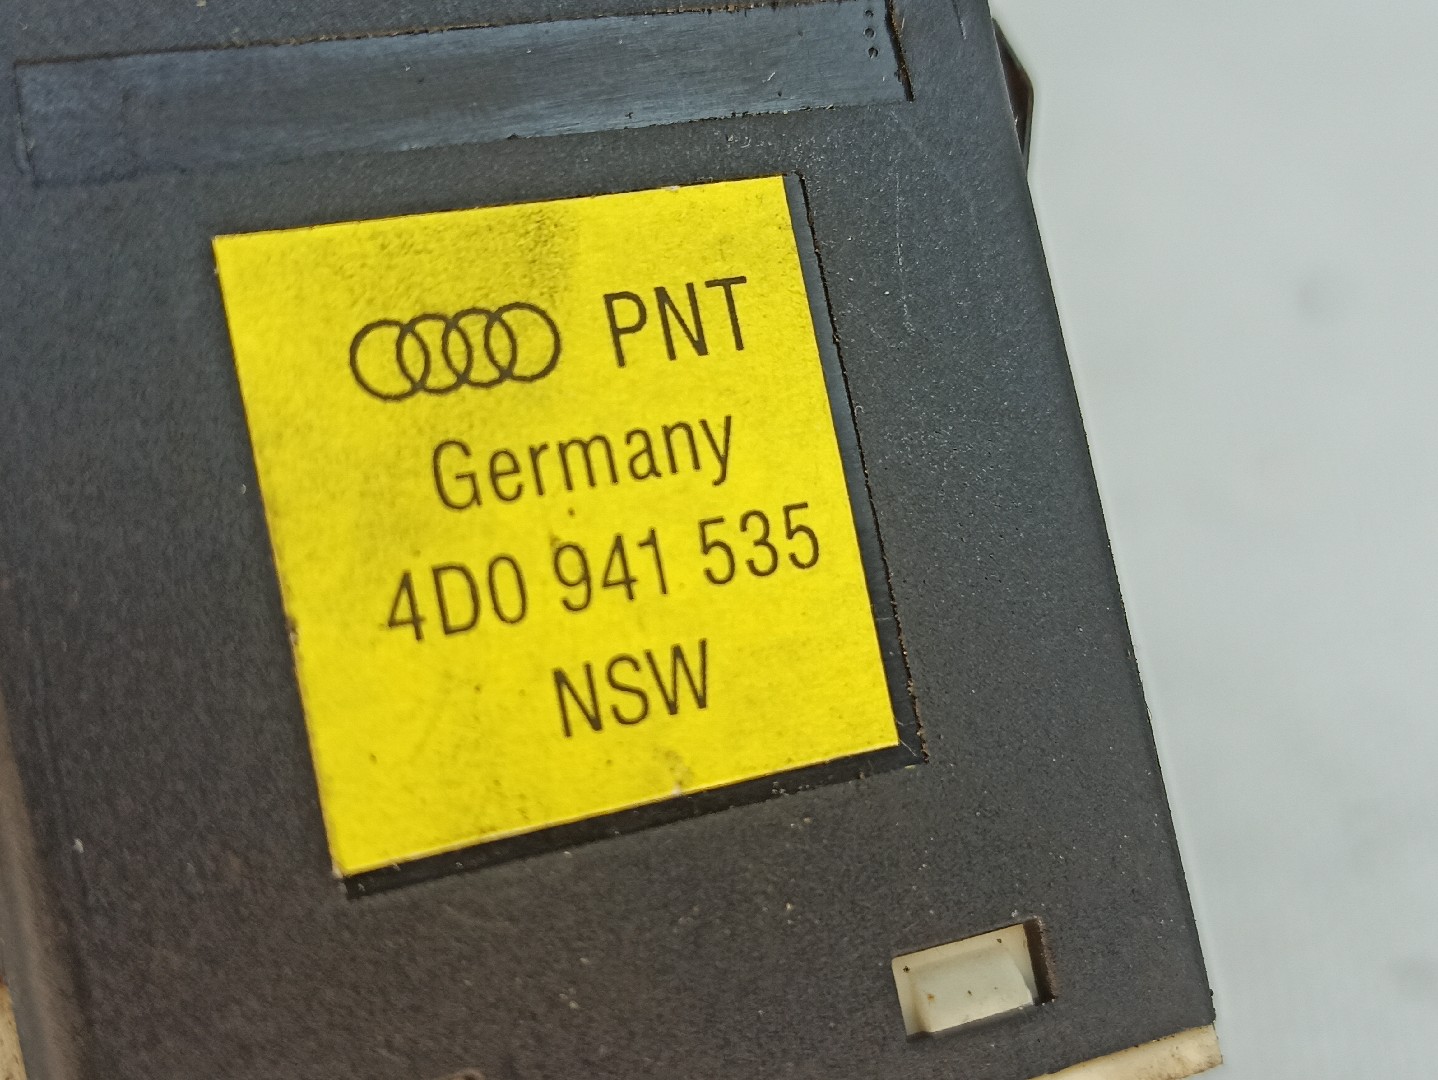 PNT
Germany
4D0 941 535
NSW